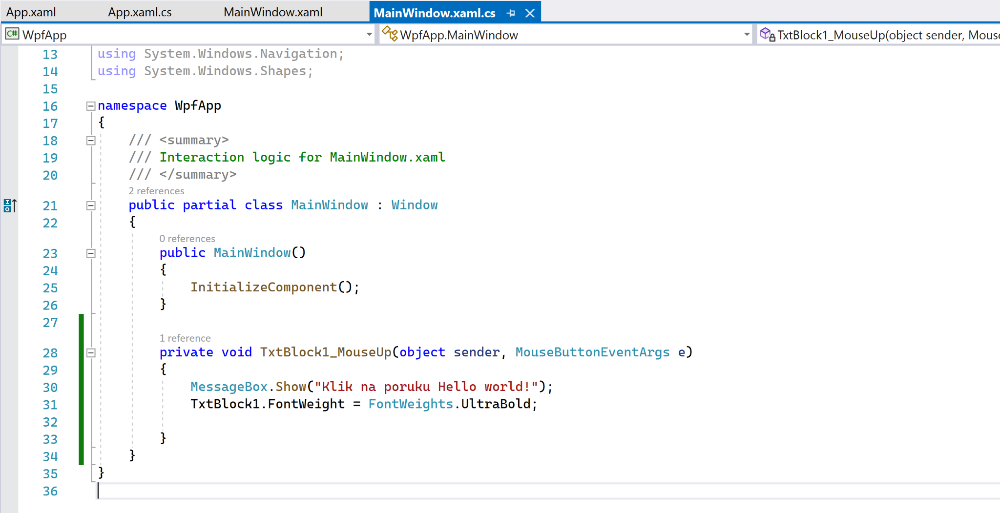 App.xaml App.xaml.cs MainWindow.xaml MainWindow.xaml.cs
C# WpfApp WpfApp.MainWindow TxtBlock1_MouseUp(object sender, Mouse
13 using System.Windows.Navigation;
14 using System.Windows.Shapes;
15
16 namespace WpfApp
17 {
18 /// <summary>
19 /// Interaction logic for MainWindow.xaml
20 /// </summary>
2 references
21 public partial class MainWindow : Window
22 {
0 references
23 public MainWindow()
24 {
25 InitializeComponent();
26 }
27
1 reference
28 private void TxtBlock1_MouseUp(object sender, MouseButtonEventArgs e)
29 {
30 MessageBox.Show("Klik na poruku Hello world!");
31 TxtBlock1.FontWeight = FontWeights.UltraBold;
32
33 }
34 }
35 }
36